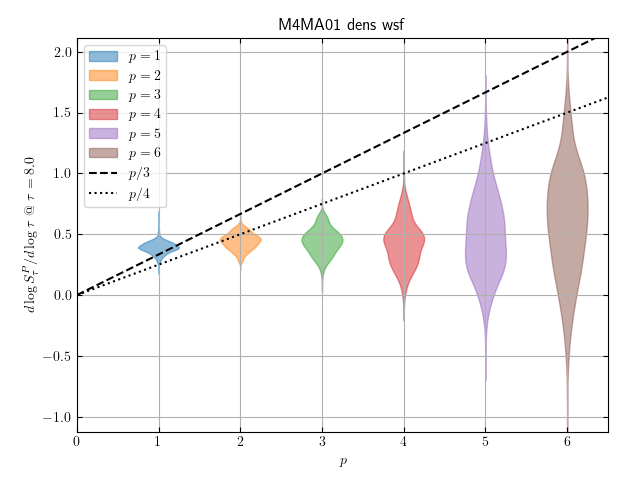 M4MA01 dens wsf
d log S_τ^P / d log τ @ τ = 8.0
2.0
1.5
1.0
0.5
0.0
−0.5
−1.0
p = 1
p = 2
p = 3
p = 4
p = 5
p = 6
p/3
p/4
0 1 2 3 4 5 6
p